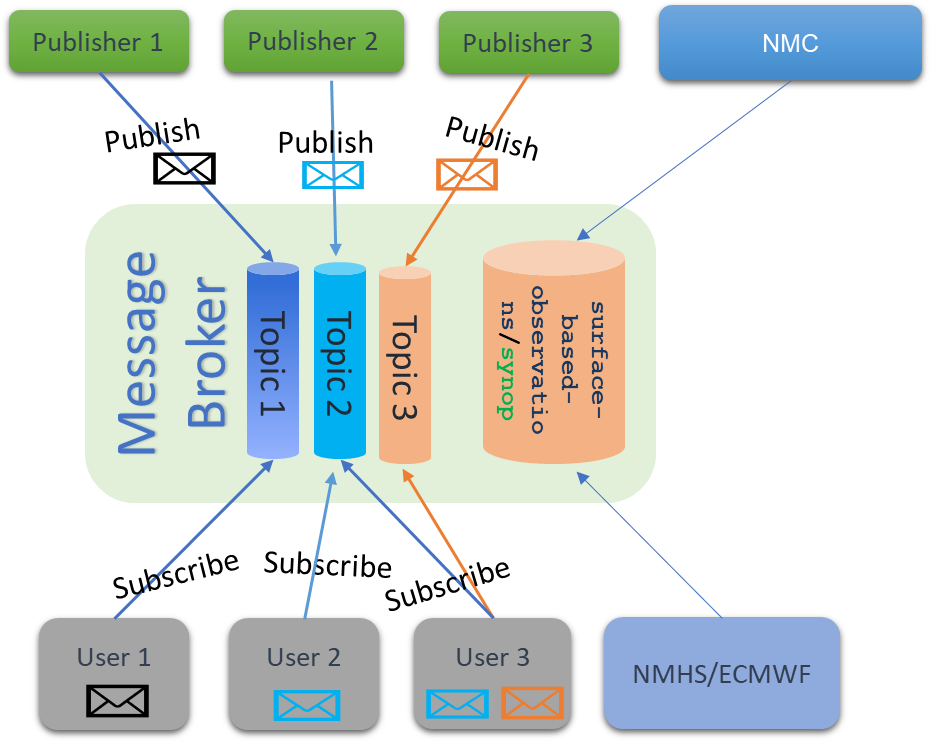 Publisher 1
Publisher 2
Publisher 3
NMC
Publish
Publish
Publish
Message
Broker
Topic 1
Topic 2
Topic 3
surface-
based-
observatio
ns/synop
Subscribe
Subscribe
Subscribe
User 1
User 2
User 3
NMHS/ECMWF